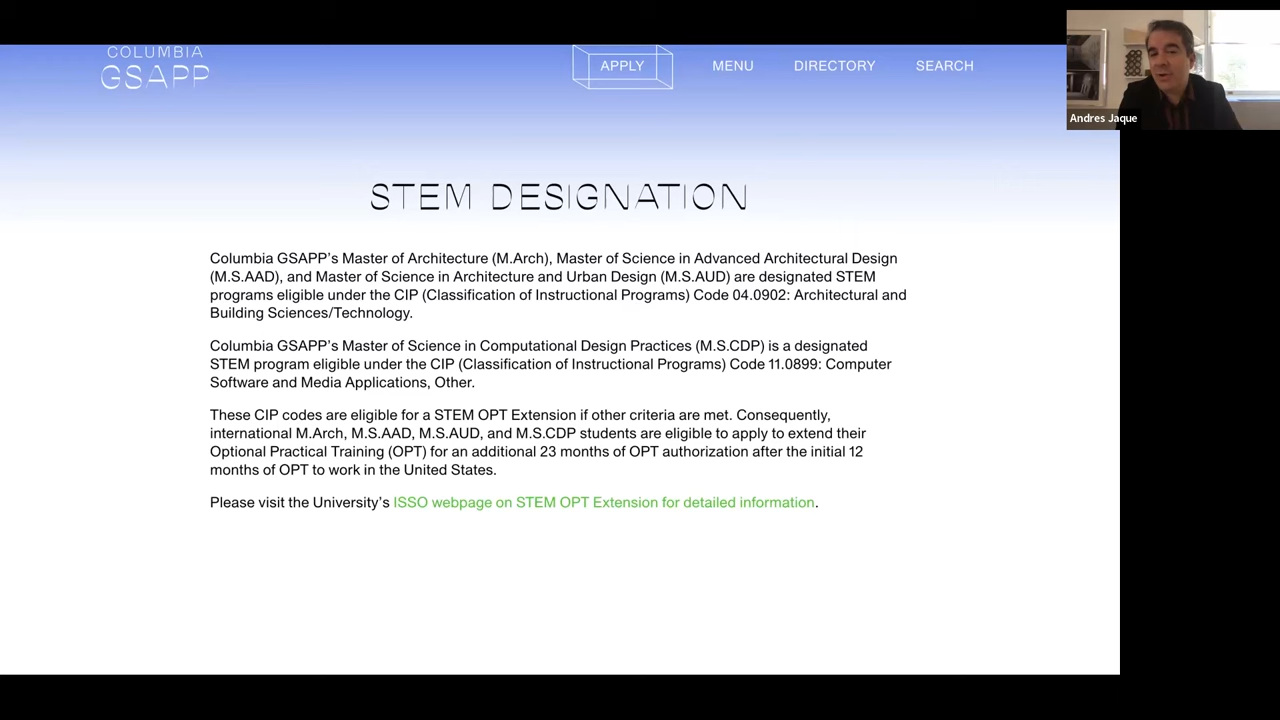 COLUMBIA
GSAPP
APPLY
MENU
DIRECTORY
SEARCH
Andres Jaque
STEM DESIGNATION
Columbia GSAPP’s Master of Architecture (M.Arch), Master of Science in Advanced Architectural Design
(M.S.AAD), and Master of Science in Architecture and Urban Design (M.S.AUD) are designated STEM
programs eligible under the CIP (Classification of Instructional Programs) Code 04.0902: Architectural and
Building Sciences/Technology.
Columbia GSAPP’s Master of Science in Computational Design Practices (M.S.CDP) is a designated
STEM program eligible under the CIP (Classification of Instructional Programs) Code 11.0899: Computer
Software and Media Applications, Other.
These CIP codes are eligible for a STEM OPT Extension if other criteria are met. Consequently,
international M.Arch, M.S.AAD, M.S.AUD, and M.S.CDP students are eligible to apply to extend their
Optional Practical Training (OPT) for an additional 23 months of OPT authorization after the initial 12
months of OPT to work in the United States.
Please visit the University’s ISSO webpage on STEM OPT Extension for detailed information.